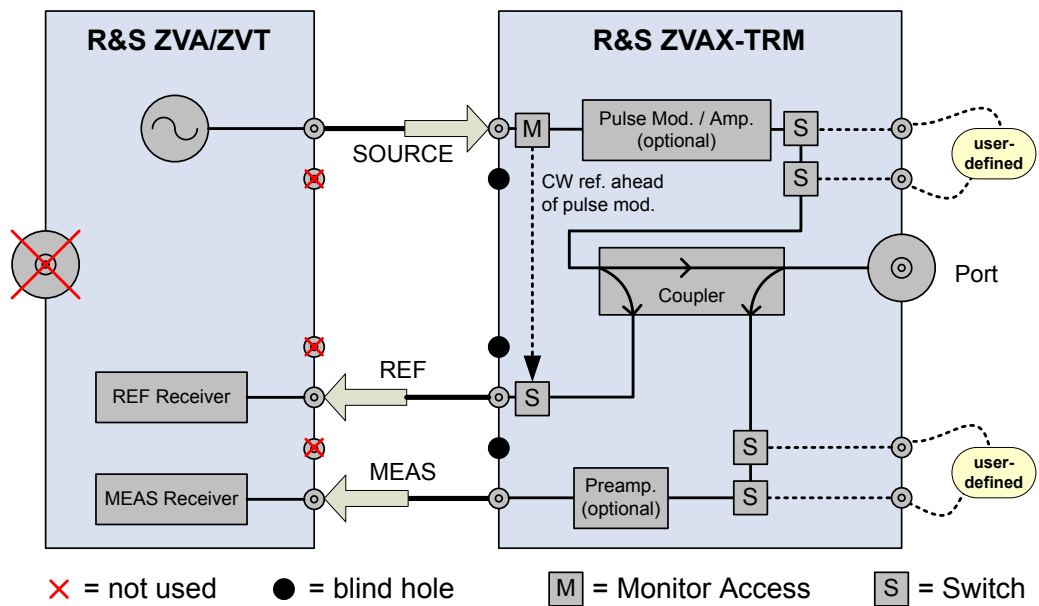 R&S ZVA/ZVT
R&S ZVAX-TRM
SOURCE
M
Pulse Mod. / Amp.
(optional)
S
S
user-
defined
CW ref. ahead
of pulse mod.
Coupler
Port
REF
REF Receiver
S
MEAS
MEAS Receiver
Preamp.
(optional)
S
S
user-
defined
= not used
= blind hole
M = Monitor Access
S = Switch